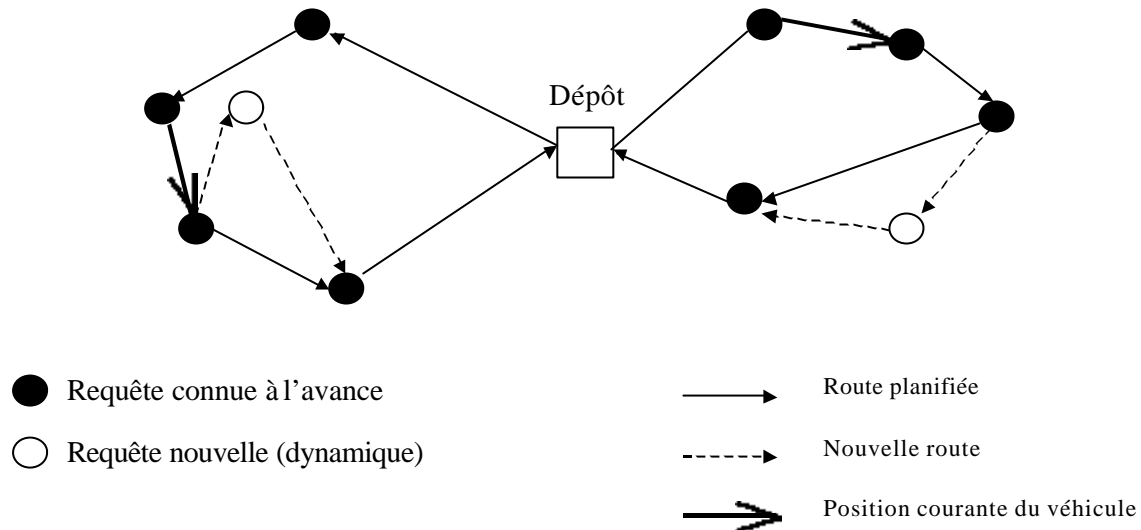 Dépôt
Requête connue à l'avance
Route planifiée
Requête nouvelle (dynamique)
Nouvelle route
Position courante du véhicule